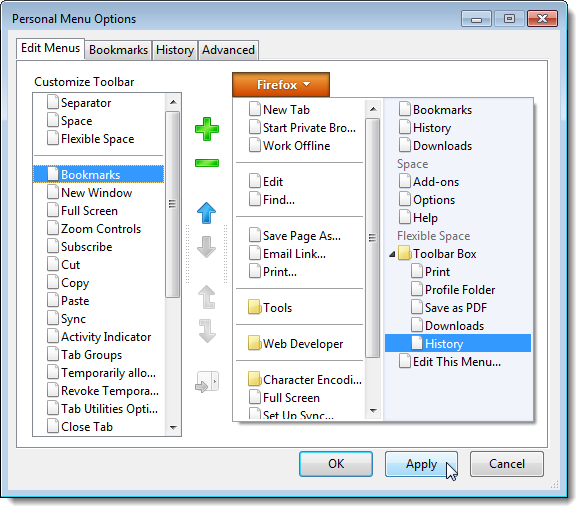 Personal Menu Options
Edit Menus
Bookmarks
History
Advanced
Customize Toolbar
Separator
Space
Flexible Space
Bookmarks
New Window
Full Screen
Zoom Controls
Subscribe
Cut
Copy
Paste
Sync
Activity Indicator
Tab Groups
Temporarily allo...
Revoke Tempora...
Tab Utilities Opti...
Close Tab
Firefox
New Tab
Start Private Bro...
Work Offline
Edit
Find...
Save Page As...
Email Link...
Print...
Tools
Web Developer
Character Encodi...
Full Screen
Set Up Sync...
Bookmarks
History
Downloads
Space
Add-ons
Options
Help
Flexible Space
Toolbar Box
Print
Profile Folder
Save as PDF
Downloads
History
Edit This Menu...
OK
Apply
Cancel